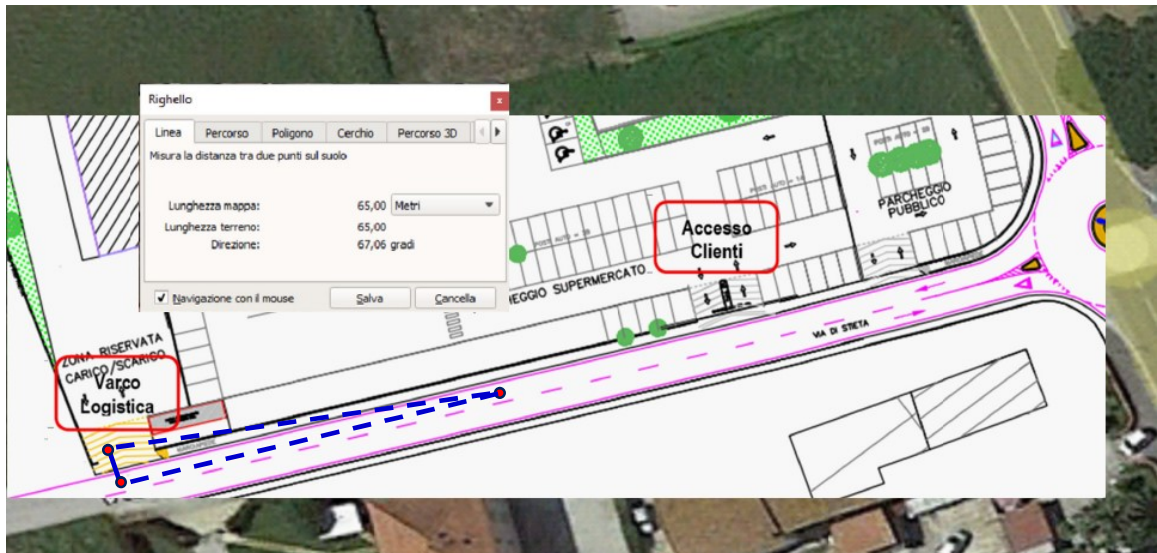 Righello
x
Linea Percorso Poligono Cerchio Percorso 3D
Misura la distanza tra due punti sul suolo
Lunghezza mappa: 65,00 Metri
Lunghezza terreno: 65,00
Direzione: 67,06 gradi
Navigazione con il mouse Salva Cancella
PARCHEGGIO
PUBBLICO
Accesso
Clienti
CHEGGIO SUPERMERCATO
VIA DI STIETA
ZONA RISERVATA
CARICO/SCARICO
Varco
Logistica
MARCIAPIEDE